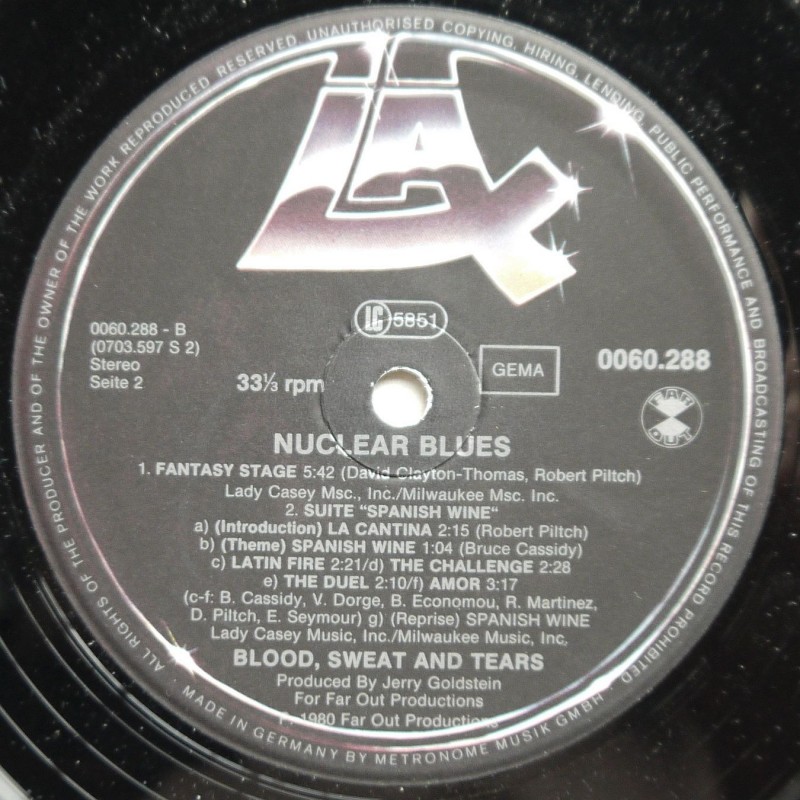 ALL RIGHTS OF THE PRODUCER AND OF THE OWNER OF THE WORK REPRODUCED RESERVED. UNAUTHORISED COPYING, HIRING, LENDING, PUBLIC PERFORMANCE AND BROADCASTING OF THIS RECORD PROHIBITED
LAX
LC 5851
0060.288 - B
(0703.597 S 2)
Stereo
Seite 2
33⅓ rpm
GEMA
0060.288
FAR OUT
NUCLEAR BLUES
1. FANTASY STAGE 5:42 (David Clayton-Thomas, Robert Piltch)
Lady Casey Msc., Inc./Milwaukee Msc. Inc.
2. SUITE "SPANISH WINE"
a) (Introduction) LA CANTINA 2:15 (Robert Piltch)
b) (Theme) SPANISH WINE 1:04 (Bruce Cassidy)
c) LATIN FIRE 2:21/d) THE CHALLENGE 2:28
e) THE DUEL 2:10/f) AMOR 3:17
(c-f: B. Cassidy, V. Dorge, B. Economou, R. Martinez,
D. Piltch, E. Seymour) g) (Reprise) SPANISH WINE
Lady Casey Music, Inc./Milwaukee Music, Inc,
BLOOD, SWEAT AND TEARS
Produced By Jerry Goldstein
For Far Out Productions
P. 1980 Far Out Productions
MADE IN GERMANY BY METRONOME MUSIK GMBH